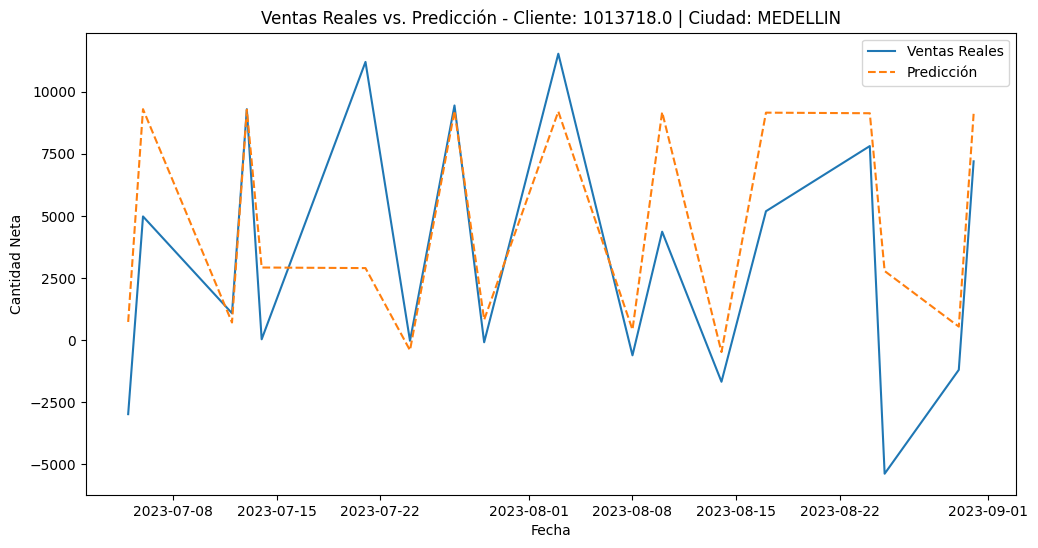 Ventas Reales vs. Predicción - Cliente: 1013718.0 | Ciudad: MEDELLIN
Ventas Reales
Predicción
Cantidad Neta
10000
7500
5000
2500
0
−2500
−5000
2023-07-08 2023-07-15 2023-07-22 2023-08-01 2023-08-08 2023-08-15 2023-08-22 2023-09-01
Fecha